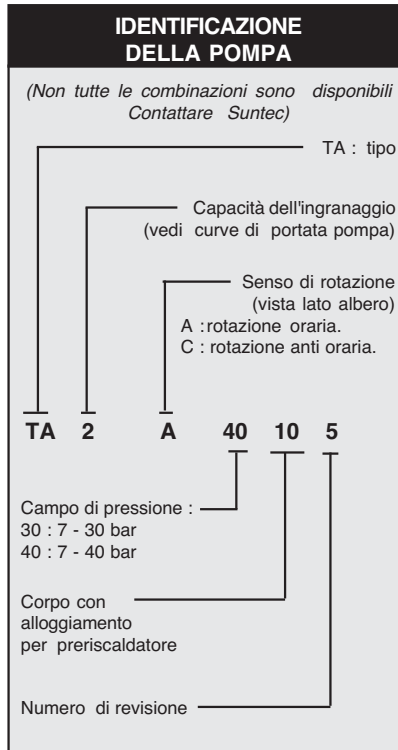 IDENTIFICAZIONE
DELLA POMPA
(Non tutte le combinazioni sono disponibili
Contattare Suntec)
TA : tipo
Capacità dell'ingranaggio
(vedi curve di portata pompa)
Senso di rotazione
(vista lato albero)
A :rotazione oraria.
C : rotazione anti oraria.
TA 2 A 40 10 5
Campo di pressione :
30 : 7 - 30 bar
40 : 7 - 40 bar
Corpo con
alloggiamento
per preriscaldatore
Numero di revisione